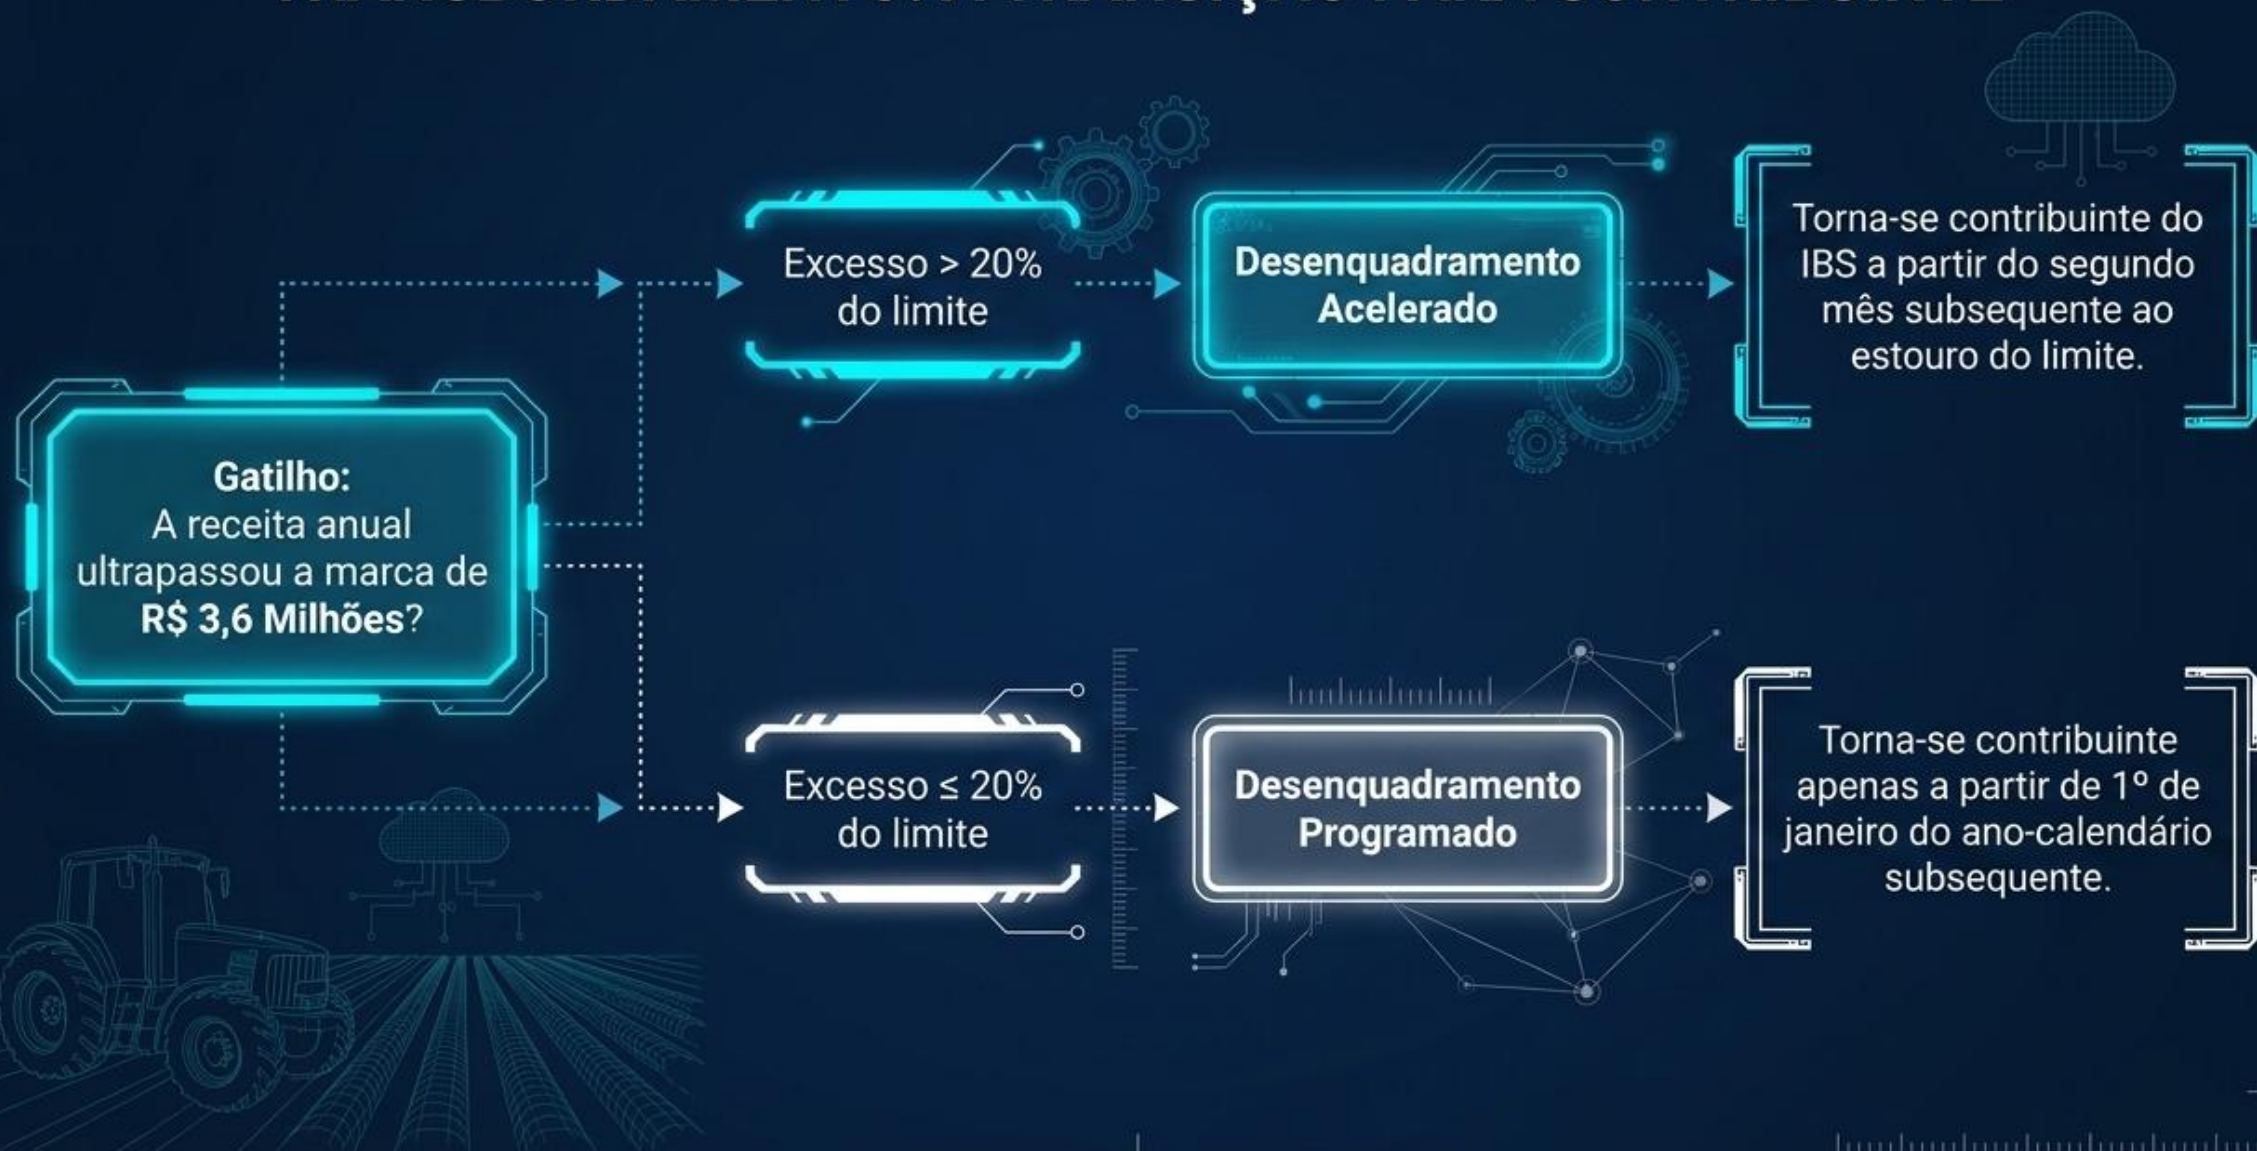 Gatilho:
A receita anual
ultrapassou a marca de
R$ 3,6 Milhões?
Excesso > 20%
do limite
Desenquadramento
Acelerado
Torna-se contribuinte do
IBS a partir do segundo
mês subsequente ao
estouro do limite.
Excesso ≤ 20%
do limite
Desenquadramento
Programado
Torna-se contribuinte
apenas a partir de 1º de
janeiro do ano-calendário
subsequente.